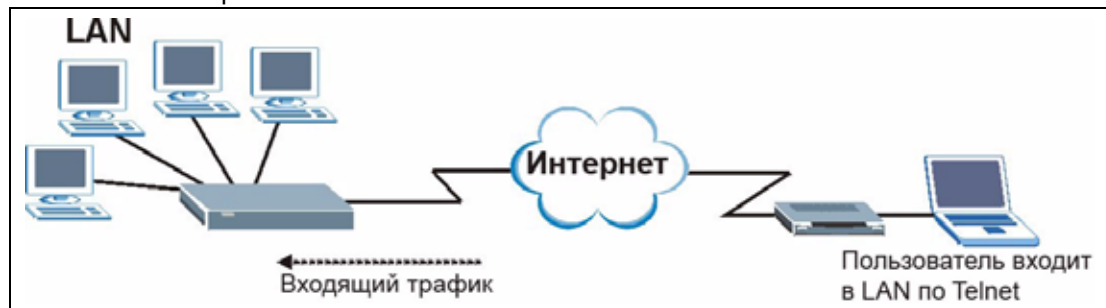 LAN
Интернет
Входящий трафик
Пользователь входит
в LAN по Telnet